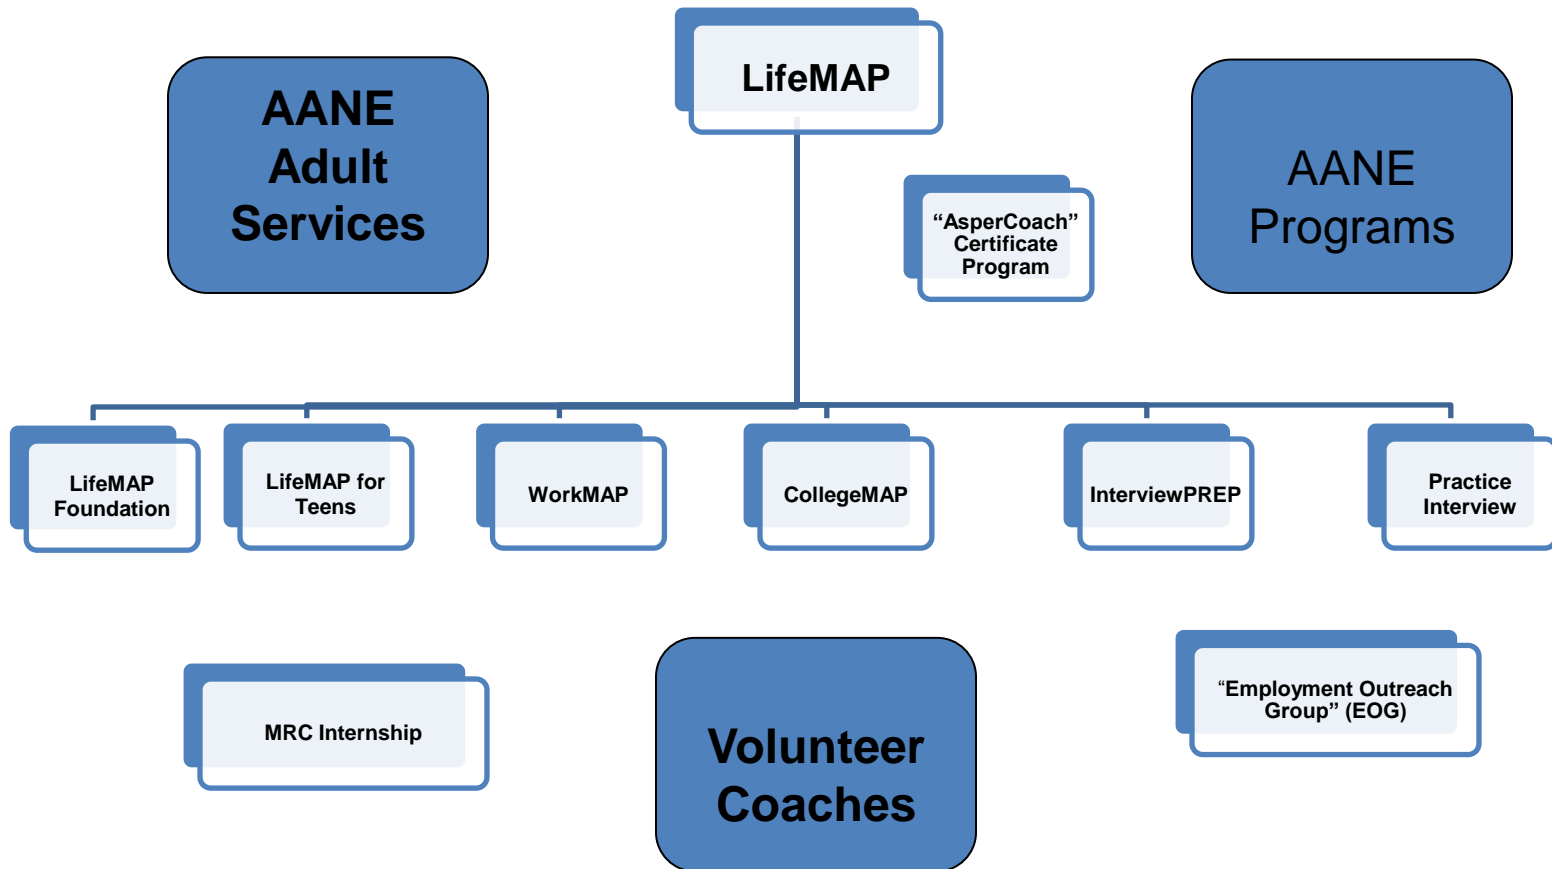 LifeMAP
AANE
Adult
Services
AANE
Programs
“AsperCoach”
Certificate
Program
LifeMAP
Foundation
LifeMAP for
Teens
WorkMAP
CollegeMAP
InterviewPREP
Practice
Interview
MRC Internship
Volunteer
Coaches
“Employment Outreach
Group” (EOG)